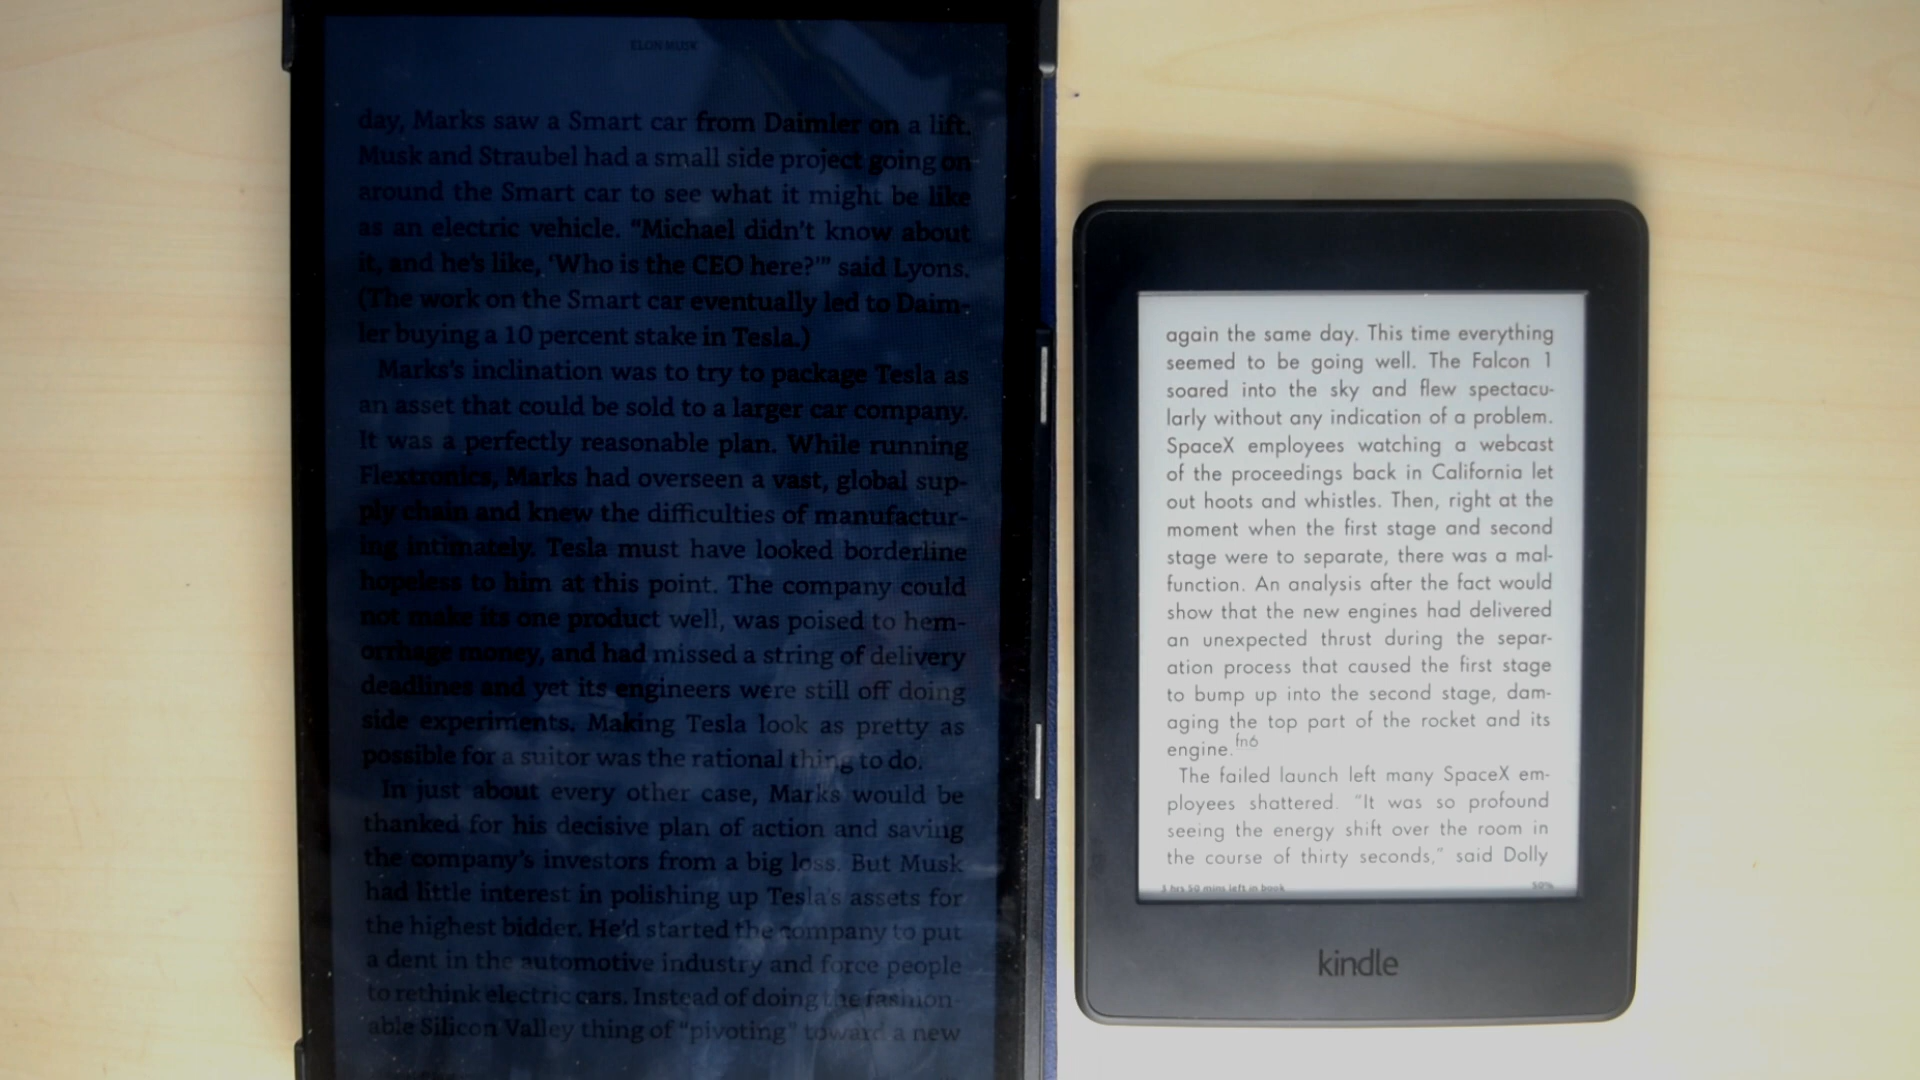 ELON MUSK
day, Marks saw a Smart car from Daimler on a lift.
Musk and Straubel had a small side project going on
around the Smart car to see what it might be like
as an electric vehicle. “Michael didn't know about
it, and he's like, ‘Who is the CEO here?’” said Lyons.
(The work on the Smart car eventually led to Daim-
ler buying a 10 percent stake in Tesla.)
Marks's inclination was to try to package Tesla as
an asset that could be sold to a larger car company.
It was a perfectly reasonable plan. While running
Flextronics, Marks had overseen a vast, global sup-
ply chain and knew the difficulties of manufactur-
ing intimately. Tesla must have looked borderline
hopeless to him at this point. The company could
not make its one product well, was poised to hem-
orrhage money, and had missed a string of delivery
deadlines and yet its engineers were still off doing
side experiments. Making Tesla look as pretty as
possible for a suitor was the rational thing to do.
In just about every other case, Marks would be
thanked for his decisive plan of action and saving
the company's investors from a big loss. But Musk
had little interest in polishing up Tesla's assets for
the highest bidder. He'd started the company to put
a dent in the automotive industry and force people
to rethink electric cars. Instead of doing the fashion-
able Silicon Valley thing of “pivoting” toward a new
again the same day. This time everything
seemed to be going well. The Falcon 1
soared into the sky and flew spectacu-
larly without any indication of a problem.
SpaceX employees watching a webcast
of the proceedings back in California let
out hoots and whistles. Then, right at the
moment when the first stage and second
stage were to separate, there was a mal-
function. An analysis after the fact would
show that the new engines had delivered
an unexpected thrust during the separ-
ation process that caused the first stage
to bump up into the second stage, dam-
aging the top part of the rocket and its
engine.fn6
The failed launch left many SpaceX em-
ployees shattered. “It was so profound
seeing the energy shift over the room in
the course of thirty seconds,” said Dolly
3 hrs 50 mins left in book 50%
kindle